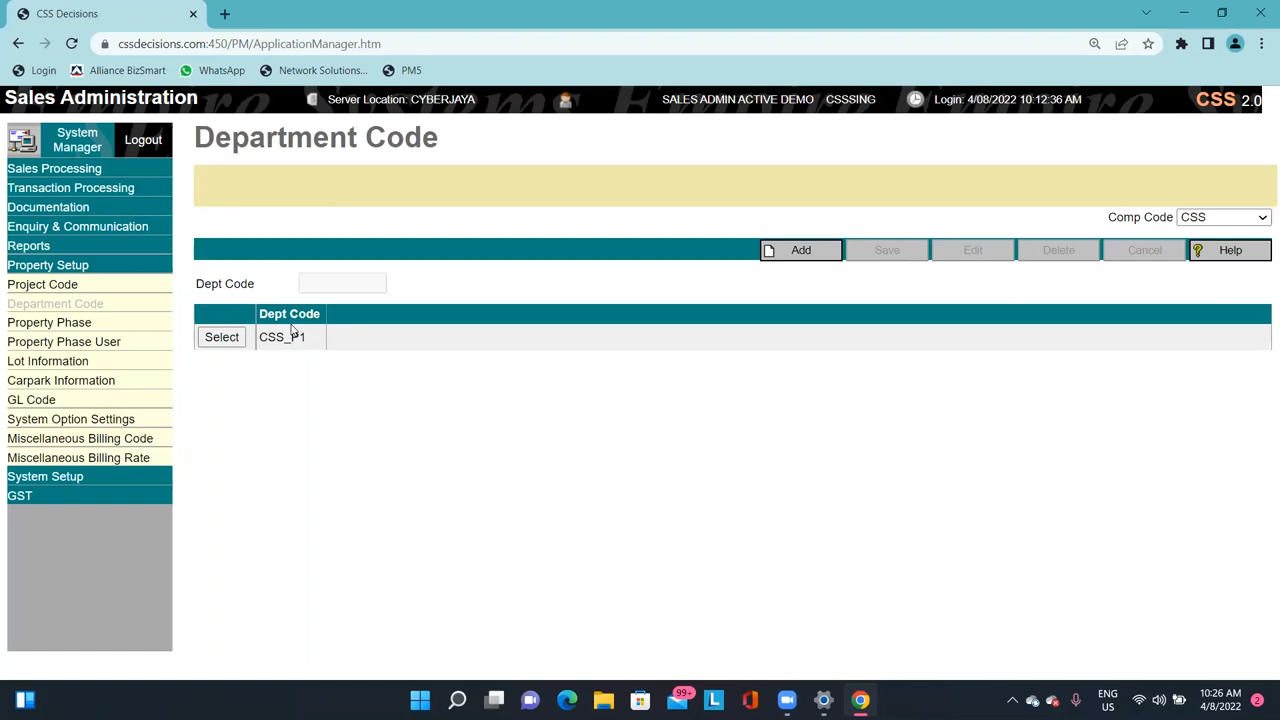 CSS Decisions
cssdecisions.com:450/PM/ApplicationManager.htm
Login
Alliance BizSmart
WhatsApp
Network Solutions...
PM5
Sales Administration
Server Location: CYBERJAYA
SALES ADMIN ACTIVE DEMO
CSSSING
Login: 4/08/2022 10:12:36 AM
CSS 2.0
System
Manager
Logout
Sales Processing
Transaction Processing
Documentation
Enquiry & Communication
Reports
Property Setup
Project Code
Department Code
Property Phase
Property Phase User
Lot Information
Carpark Information
GL Code
System Option Settings
Miscellaneous Billing Code
Miscellaneous Billing Rate
System Setup
GST
Department Code
Comp Code
CSS
Add
Save
Edit
Delete
Cancel
Help
Dept Code
Dept Code
Select
CSS_P1
99+
ENG
US
10:26 AM
4/8/2022
2